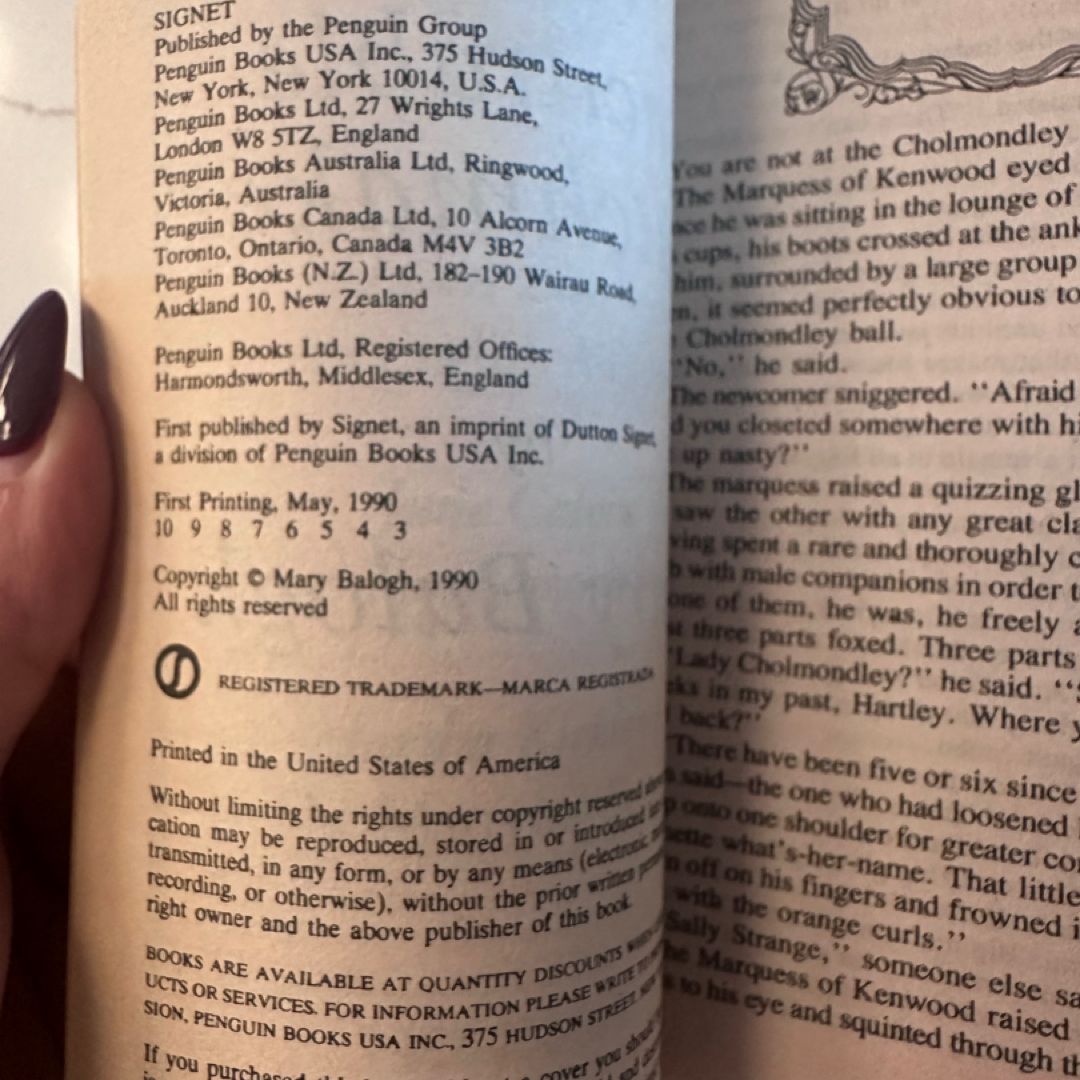 SIGNET
Published by the Penguin Group
Penguin Books USA Inc., 375 Hudson Street,
New York, New York 10014, U.S.A.
Penguin Books Ltd, 27 Wrights Lane,
London W8 5TZ, England
Penguin Books Australia Ltd, Ringwood,
Victoria, Australia
Penguin Books Canada Ltd, 10 Alcorn Avenue,
Toronto, Ontario, Canada M4V 3B2
Penguin Books (N.Z.) Ltd, 182–190 Wairau Road,
Auckland 10, New Zealand
Penguin Books Ltd, Registered Offices:
Harmondsworth, Middlesex, England
First published by Signet, an imprint of Dutton Signet,
a division of Penguin Books USA Inc.
First Printing, May, 1990
10 9 8 7 6 5 4 3
Copyright © Mary Balogh, 1990
All rights reserved
REGISTERED TRADEMARK—MARCA REGISTRADA
Printed in the United States of America
Without limiting the rights under copyright reserved
cation may be reproduced, stored in or introduced
transmitted, in any form, or by any means (electronic,
recording, or otherwise), without the prior written
right owner and the above publisher of this book.
BOOKS ARE AVAILABLE AT QUANTITY DISCOUNTS
UCTS OR SERVICES. FOR INFORMATION PLEASE WRITE
SION, PENGUIN BOOKS USA INC., 375 HUDSON STREET,
If you purchased cover you should
You are not at the Cholmondley
The Marquess of Kenwood eyed
he was sitting in the lounge of
cups, his boots crossed at the ank
him, surrounded by a large group
it seemed perfectly obvious to
Cholmondley ball.
"No," he said.
The newcomer sniggered. "Afraid
d you closeted somewhere with hi
up nasty?"
The marquess raised a quizzing gl
saw the other with any great cla
ving spent a rare and thoroughly c
with male companions in order t
one of them, he was, he freely a
three parts foxed. Three parts
"Lady Cholmondley?" he said. "S
ks in my past, Hartley. Where y
back?"
There have been five or six since
said—the one who had loosened
onto one shoulder for greater co
ette what's-her-name. That little
off on his fingers and frowned i
with the orange curls."
Sally Strange," someone else sa
he Marquess of Kenwood raised
to his eye and squinted through th